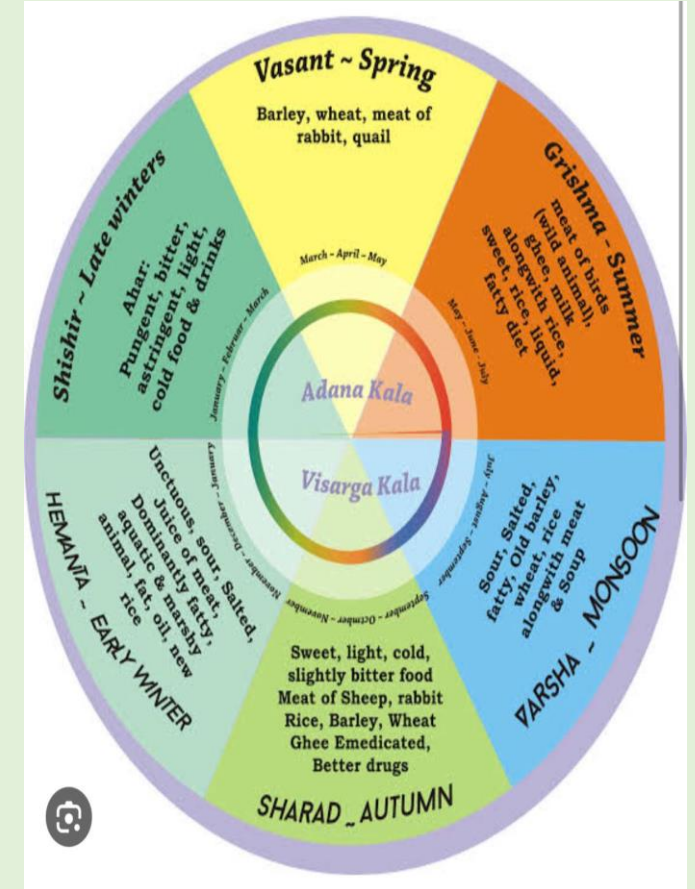 Vasant ~ Spring
Barley, wheat, meat of
rabbit, quail
March - April - May
Grishma - Summer
meat of birds
(wild animal),
ghee, milk
alongwith rice,
sweet, rice, liquid,
fatty diet
May - June - July
VARSHA _ MONSOON
Sour, Salted,
fatty, Old barley,
wheat, rice
alongwith meat
& Soup
July - August - September
SHARAD _ AUTUMN
Sweet, light, cold,
slightly bitter food
Meat of Sheep, rabbit
Rice, Barley, Wheat
Ghee Emedicated,
Better drugs
September - Octmber - November
HEMANTA _ EARLY WINTER
Unctuous, sour, Salted,
Juice of meat,
Dominantly fatty,
aquatic & marshy
animal, fat, oil, new
rice
November - December - January
Shishir ~ Late winters
Ahar:
Pungent, bitter,
astringent, light,
cold food & drinks
January - Februar - March
Adana Kala
Visarga Kala